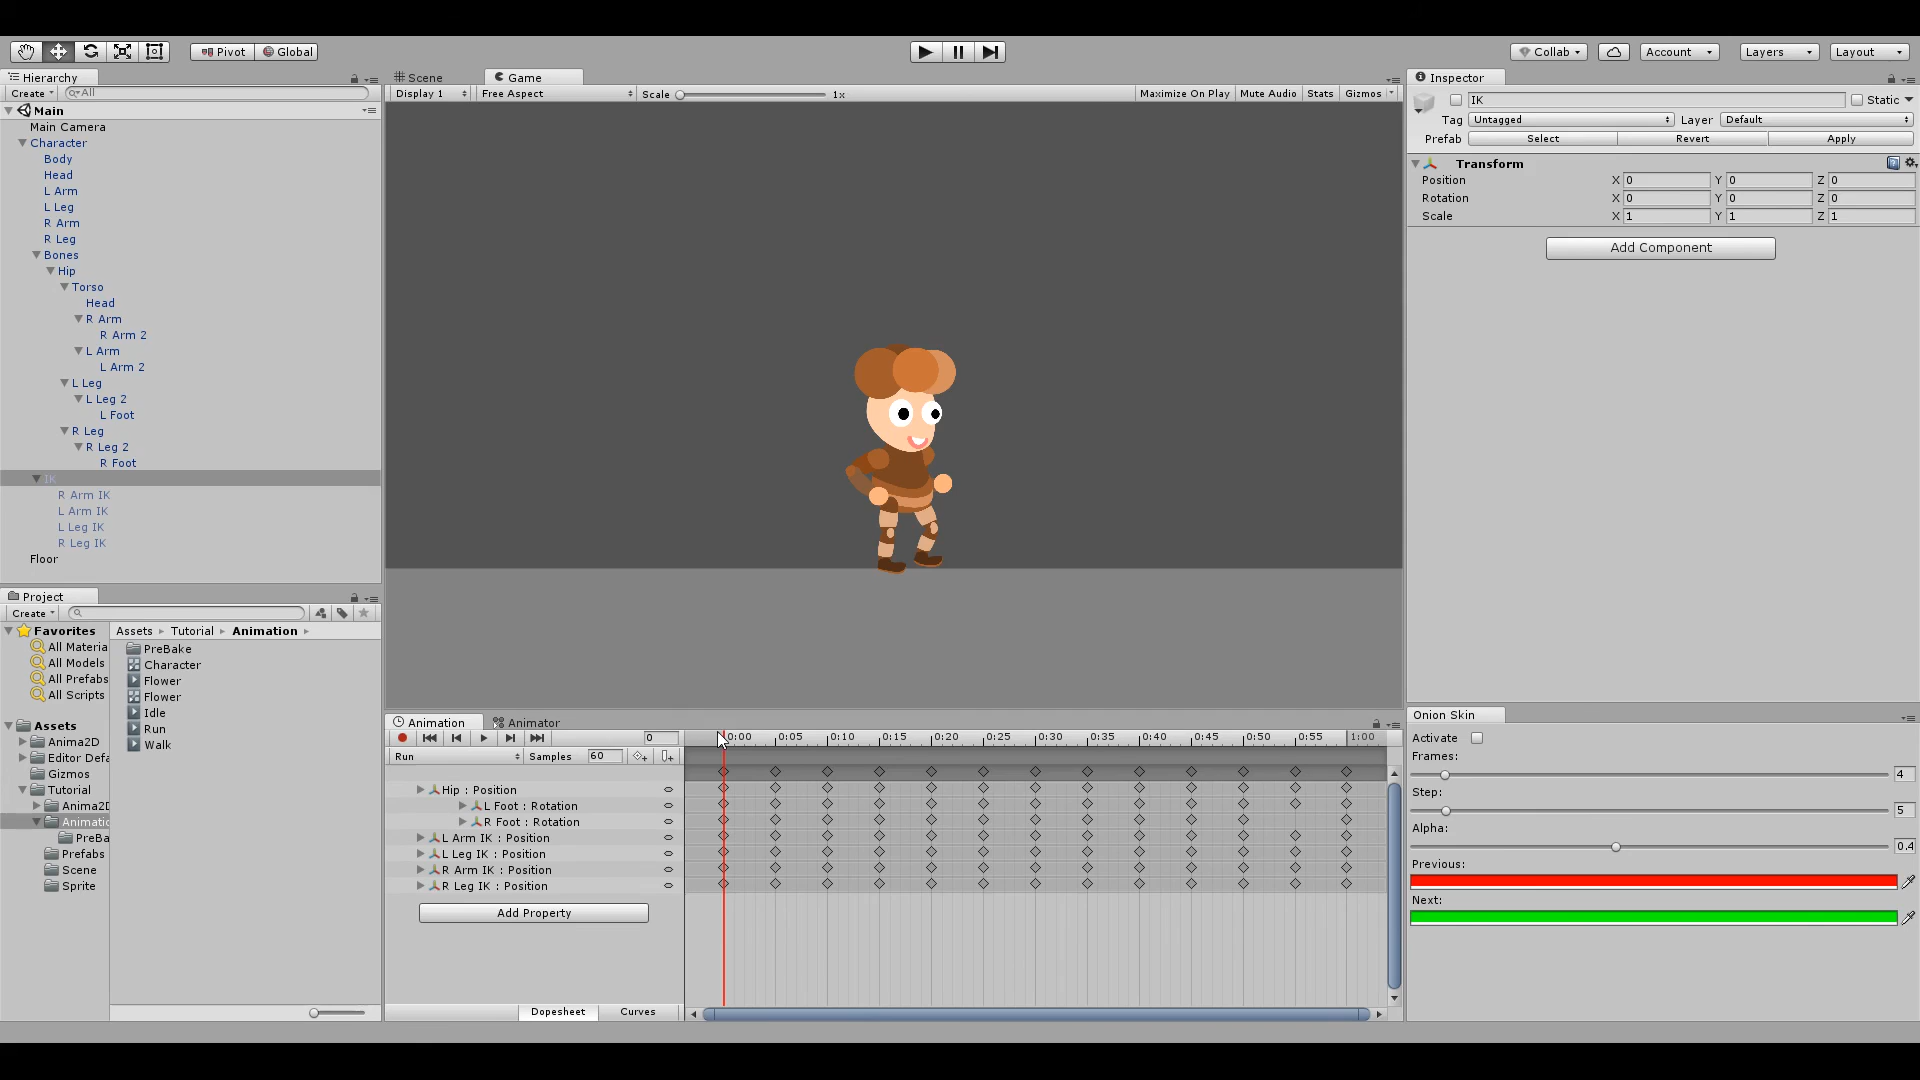 Pivot Global Collab Account Layers Layout
Hierarchy
Create All
Main
Main Camera
Character
Body
Head
L Arm
L Leg
R Arm
R Leg
Bones
Hip
Torso
Head
R Arm
R Arm 2
L Arm
L Arm 2
L Leg
L Leg 2
L Foot
R Leg
R Leg 2
R Foot
IK
R Arm IK
L Arm IK
L Leg IK
R Leg IK
Floor
Scene Game
Display 1 Free Aspect Scale 1x Maximize On Play Mute Audio Stats Gizmos
Inspector
IK Static
Tag Untagged Layer Default
Prefab Select Revert Apply
Transform
Position X 0 Y 0 Z 0
Rotation X 0 Y 0 Z 0
Scale X 1 Y 1 Z 1
Add Component
Project
Create
Favorites
All Materia
All Models
All Prefabs
All Scripts
Assets
Anima2D
Editor Defa
Gizmos
Tutorial
Anima2D
Animatio
PreBa
Prefabs
Scene
Sprite
Assets Tutorial Animation
PreBake
Character
Flower
Flower
Idle
Run
Walk
Animation Animator
0 0:00 0:05 0:10 0:15 0:20 0:25 0:30 0:35 0:40 0:45 0:50 0:55 1:00
Run Samples 60
Hip : Position
L Foot : Rotation
R Foot : Rotation
L Arm IK : Position
L Leg IK : Position
R Arm IK : Position
R Leg IK : Position
Add Property
Dopesheet Curves
Onion Skin
Activate
Frames:
4
Step:
5
Alpha:
0.4
Previous:
Next: